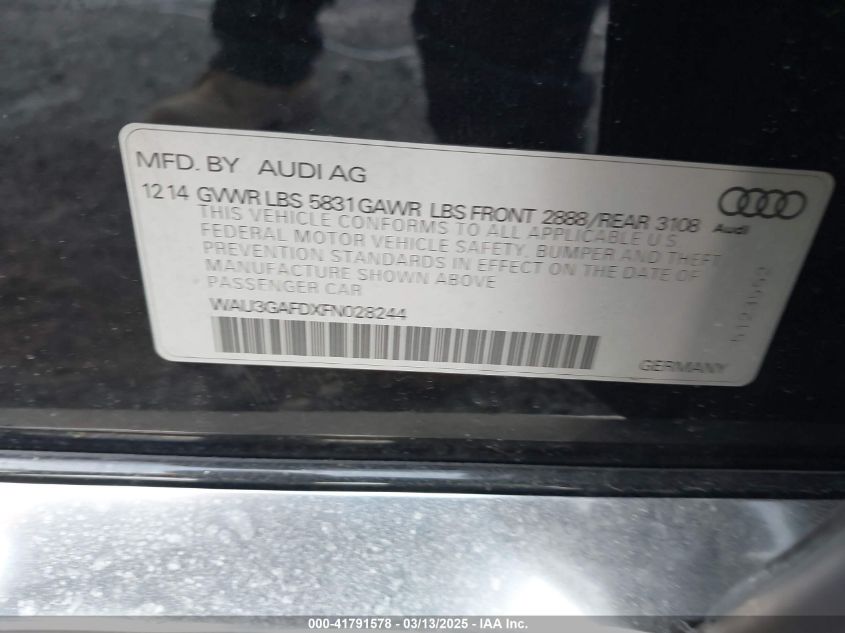 MFD. BY AUDI AG
12 14 GVWR LBS 5831 GAWR LBS FRONT 2888/REAR 3108
THIS VEHICLE CONFORMS TO ALL APPLICABLE U S
FEDERAL MOTOR VEHICLE SAFETY, BUMPER AND THEFT
PREVENTION STANDARDS IN EFFECT ON THE DATE OF
MANUFACTURE SHOWN ABOVE
PASSENGER CAR
WAU3GAFDXFN028244
Audi
GERMANY
000-41791578 - 03/13/2025 - IAA Inc.